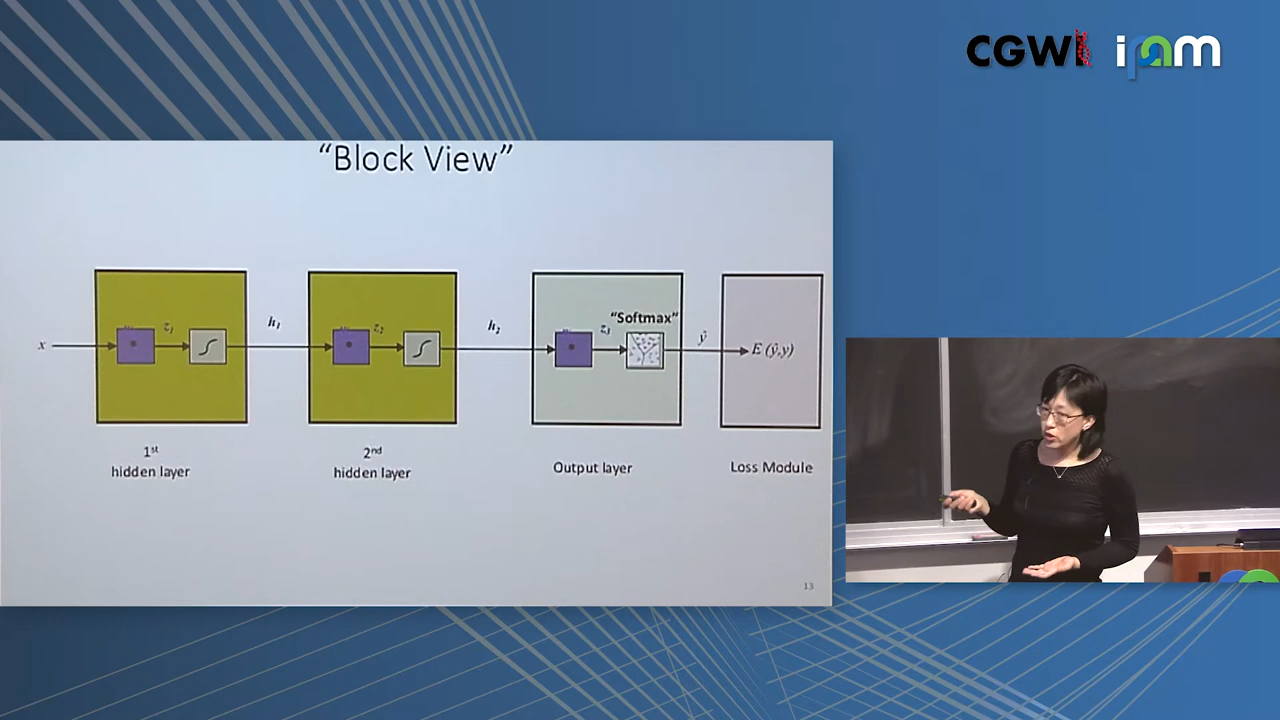 CGWI ipam
“Block View”
“Softmax”
x z₁ h₁ z₂ h₂ z₃ ŷ E (ŷ,y)
1st
hidden layer
2nd
hidden layer
Output layer
Loss Module
13